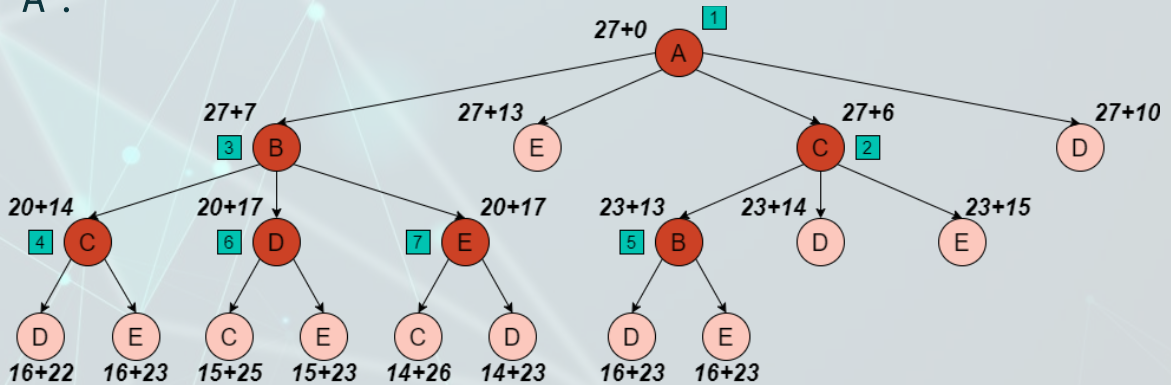 A .
27+0 A 1
27+7 27+13 27+6 27+10
3 B E C 2 D
20+14 20+17 20+17 23+13 23+14 23+15
4 C 6 D 7 E 5 B D E
D E C E C D D E
16+22 16+23 15+25 15+23 14+26 14+23 16+23 16+23